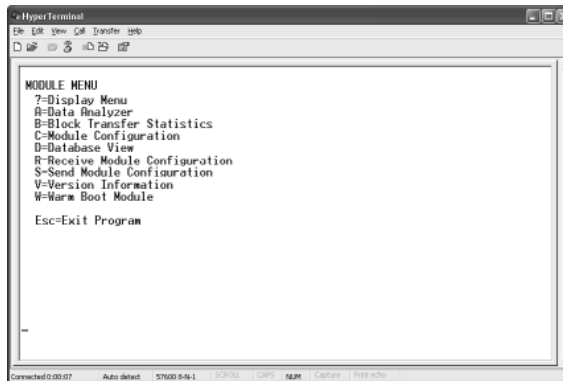 HyperTerminal
File Edit View Call Transfer Help
MODULE MENU
?=Display Menu
A=Data Analyzer
B=Block Transfer Statistics
C=Module Configuration
D=Database View
R=Receive Module Configuration
S=Send Module Configuration
V=Version Information
W=Warm Boot Module
Esc=Exit Program
Connected 0:00:07 Auto detect 57600 8-N-1 SCROLL CAPS NUM Capture Print echo